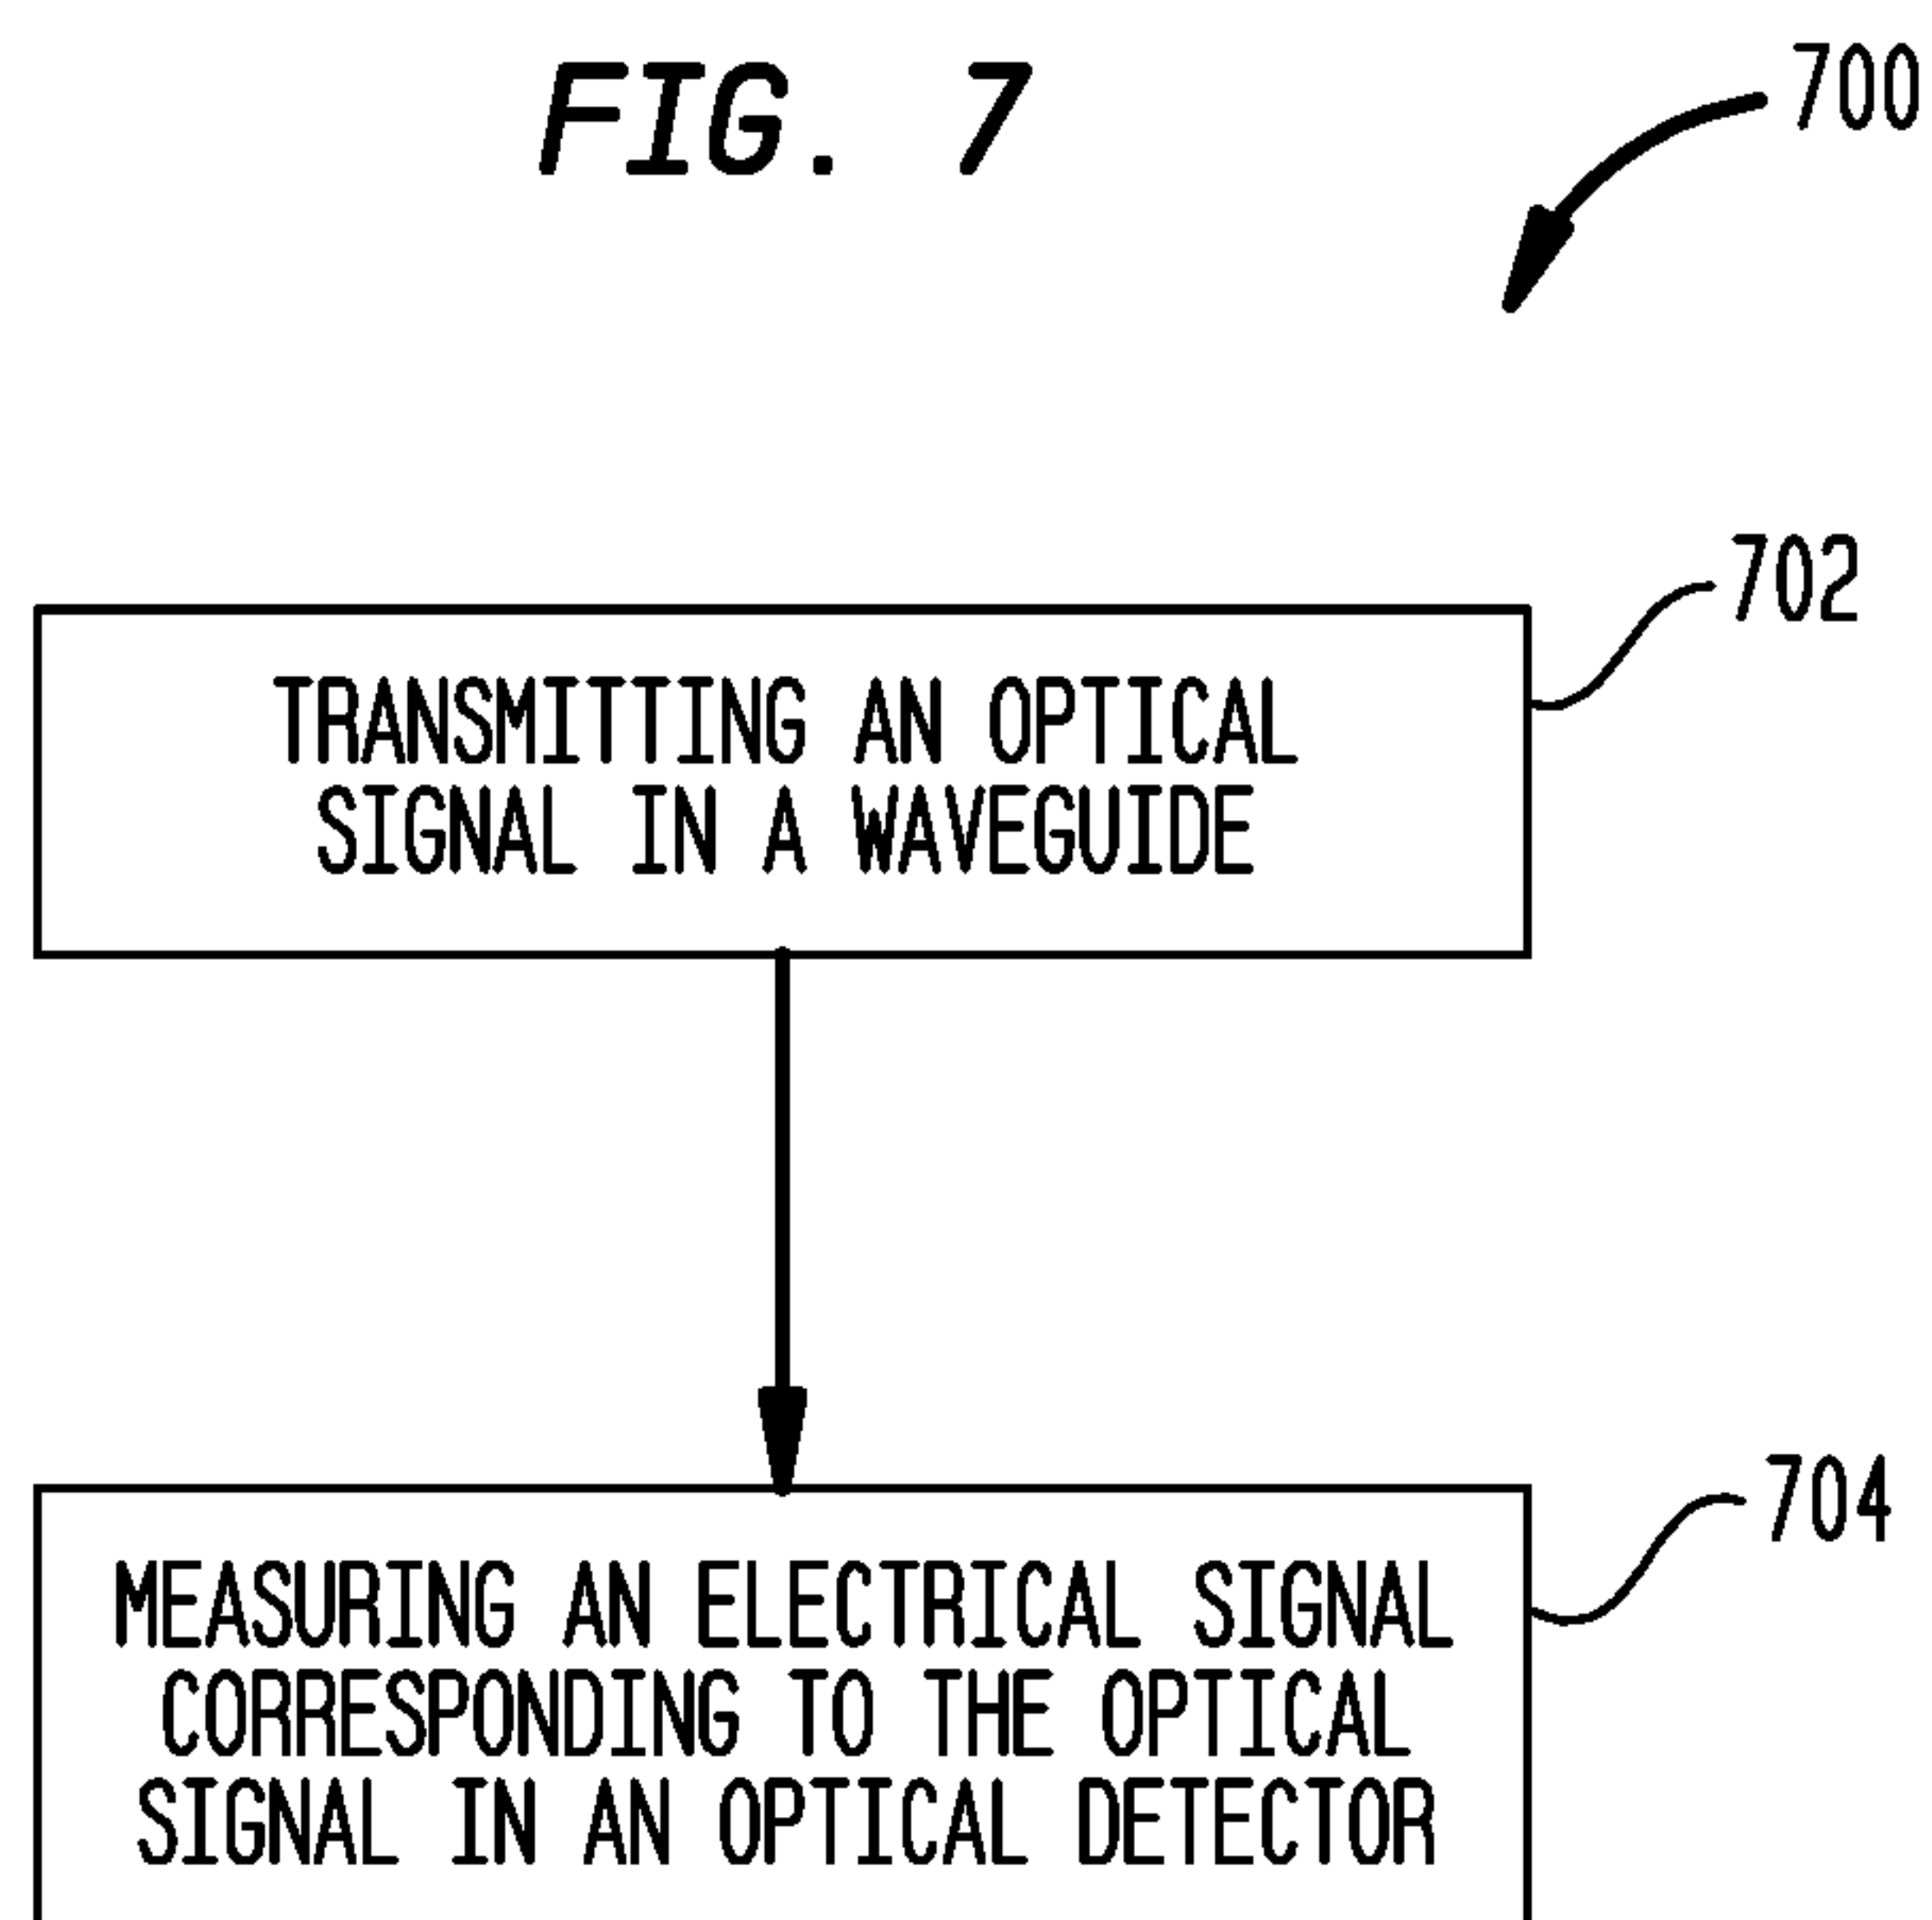 FIG. 7
700
702
TRANSMITTING AN OPTICAL
SIGNAL IN A WAVEGUIDE
704
MEASURING AN ELECTRICAL SIGNAL
CORRESPONDING TO THE OPTICAL
SIGNAL IN AN OPTICAL DETECTOR